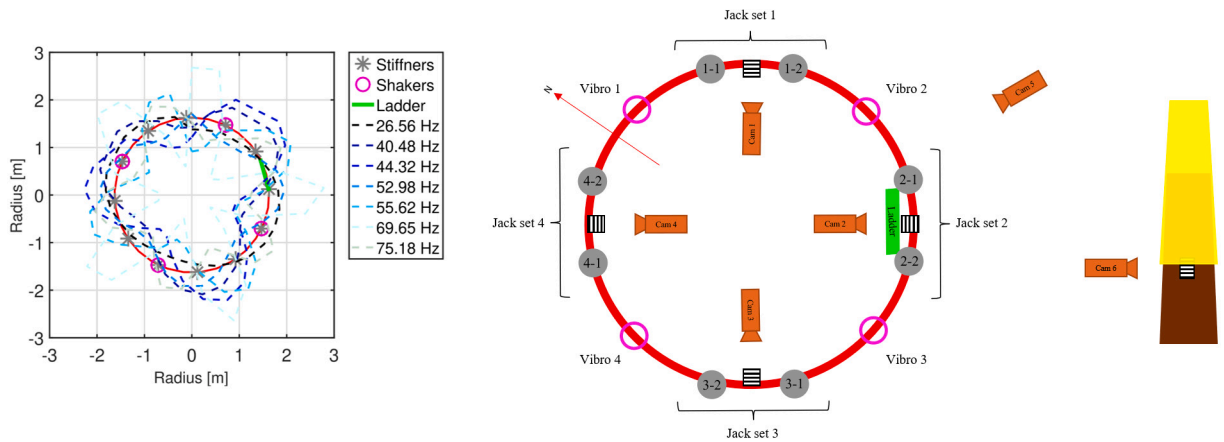 3
2
1
0
-1
-2
-3
-3
-2
-1
0
1
2
3
Radius [m]
Radius [m]
Stiffners
Shakers
Ladder
26.56 Hz
40.48 Hz
44.32 Hz
52.98 Hz
55.62 Hz
69.65 Hz
75.18 Hz
Jack set 1
1-1
1-2
Vibro 1
Vibro 2
N
Cam 1
Cam 5
4-2
2-1
Jack set 4
Cam 4
Cam 2
Ladder
Jack set 2
4-1
2-2
Cam 6
Cam 3
Vibro 4
Vibro 3
3-2
3-1
Jack set 3